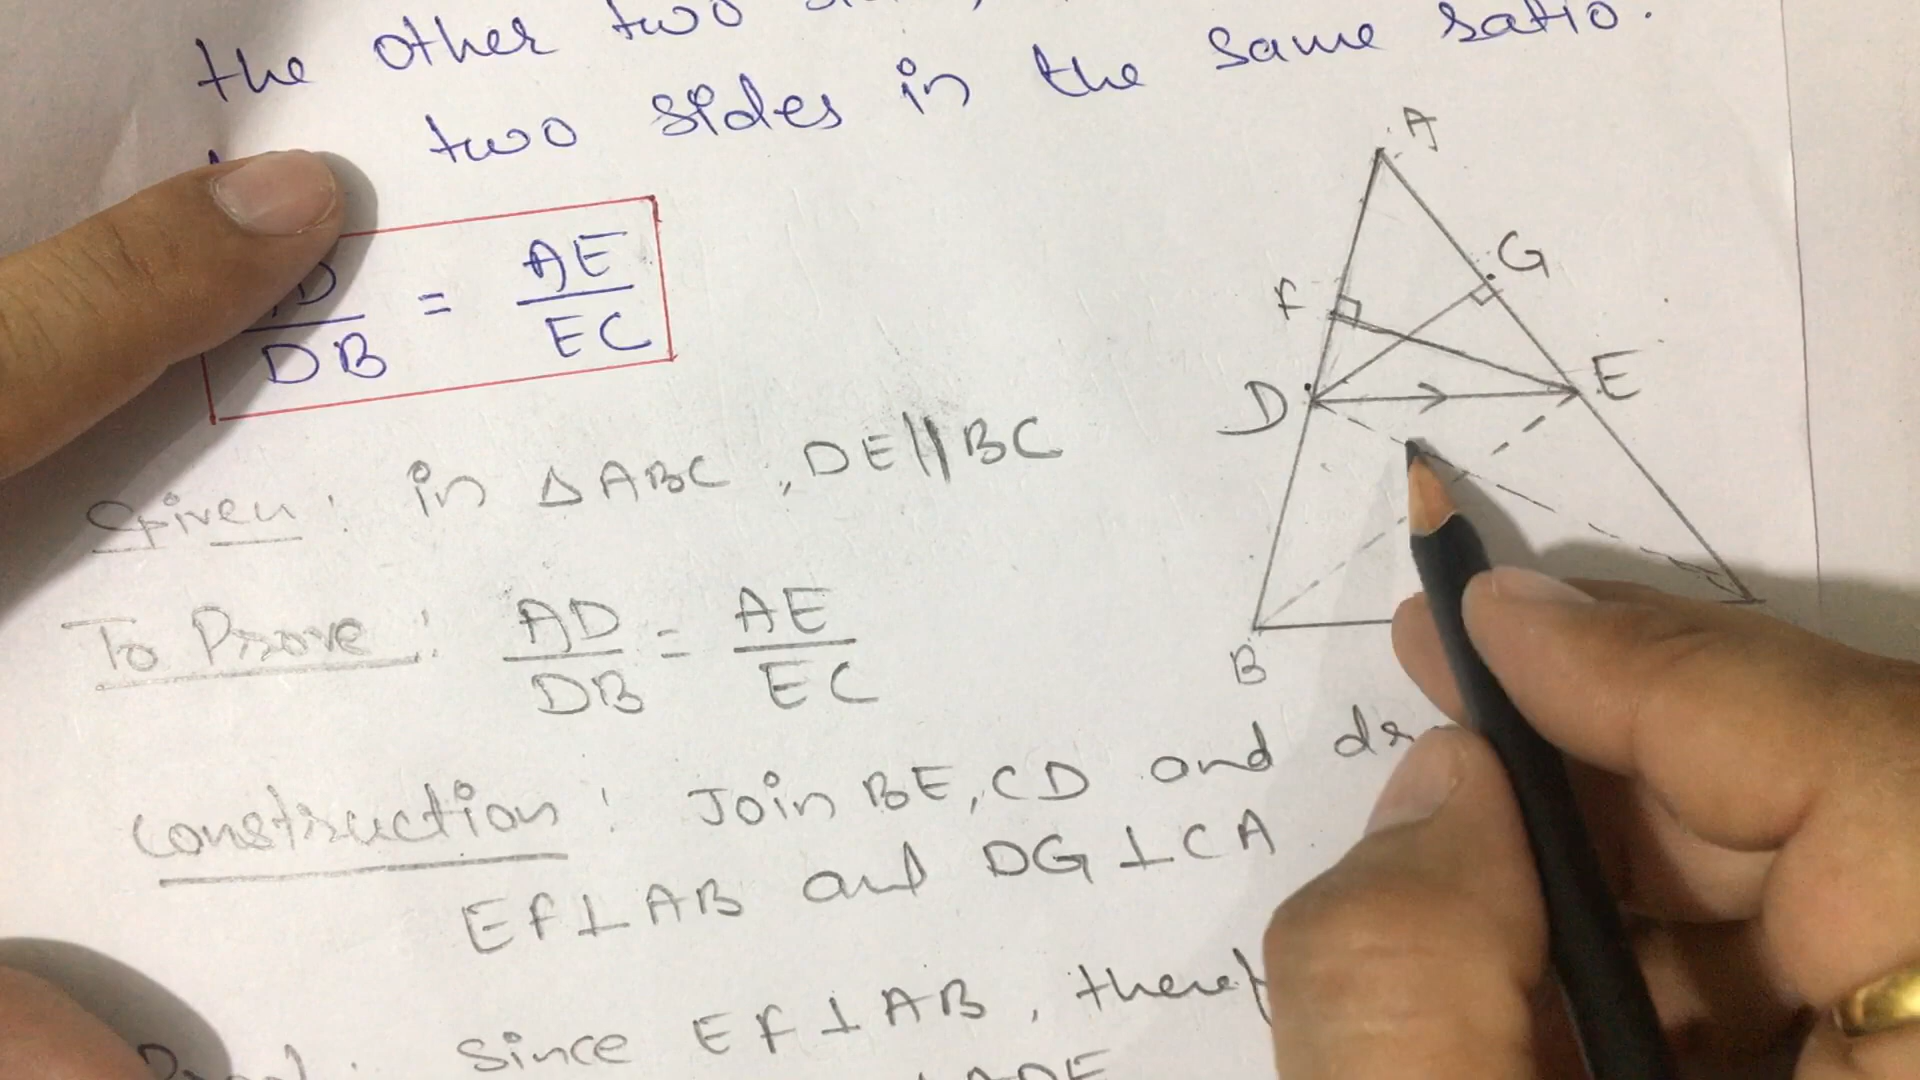 the other two
two sides in the same ratio.
D/DB = AE/EC
Given : in △ABC, DE||BC
To Prove : AD/DB = AE/EC
Construction : Join BE, CD and
EF⊥AB and DG⊥CA.
Since EF⊥AB,
A
G
F
E
D
B